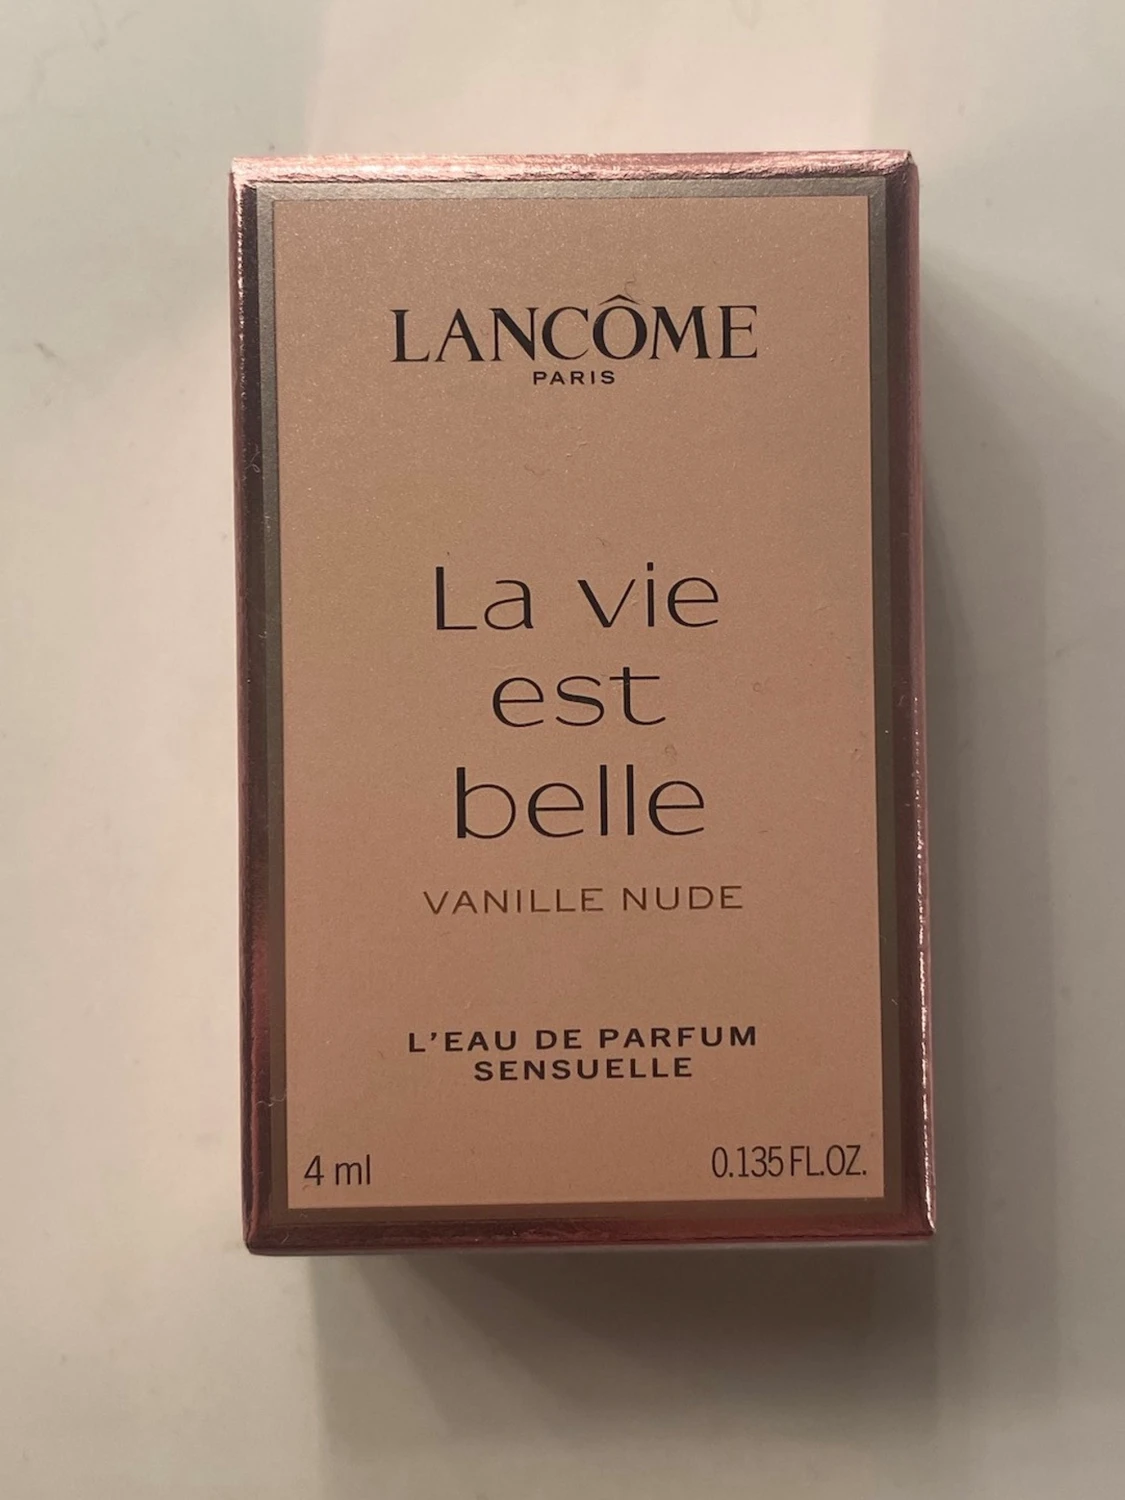 LANCÔME
PARIS
La vie
est
belle
VANILLE NUDE
L'EAU DE PARFUM
SENSUELLE
4 ml 0.135 FL.OZ.